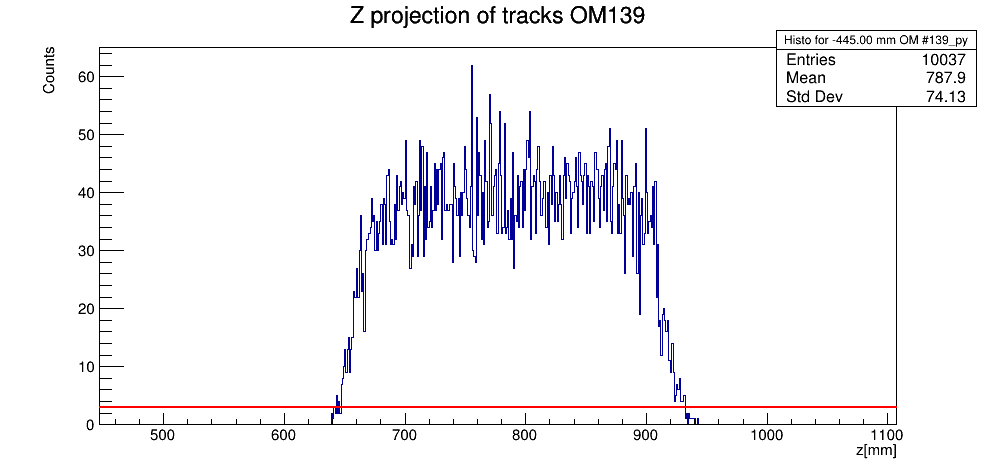 Z projection of tracks OM139
Histo for -445.00 mm OM #139_py
Entries 10037
Mean 787.9
Std Dev 74.13
Counts
60
50
40
30
20
10
0
500 600 700 800 900 1000 1100
z[mm]